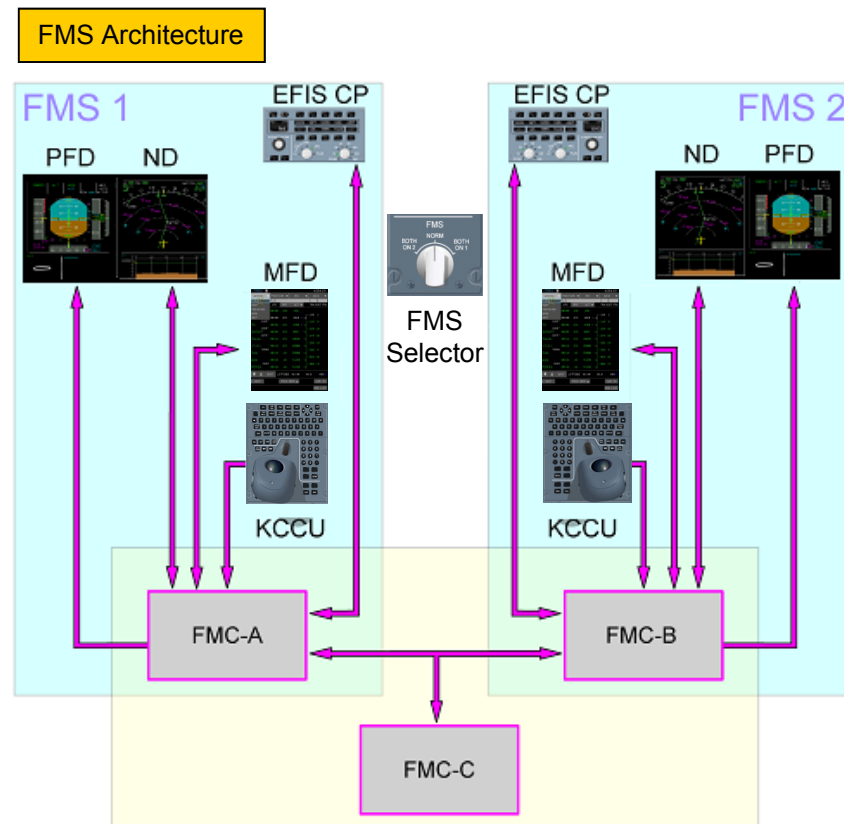 FMS Architecture
FMS 1
EFIS CP
EFIS CP
FMS 2
PFD
ND
ND
PFD
FMS
NORM
BOTH ON 2
BOTH ON 1
MFD
MFD
FMS
Selector
KCCU
KCCU
FMC-A
FMC-B
FMC-C